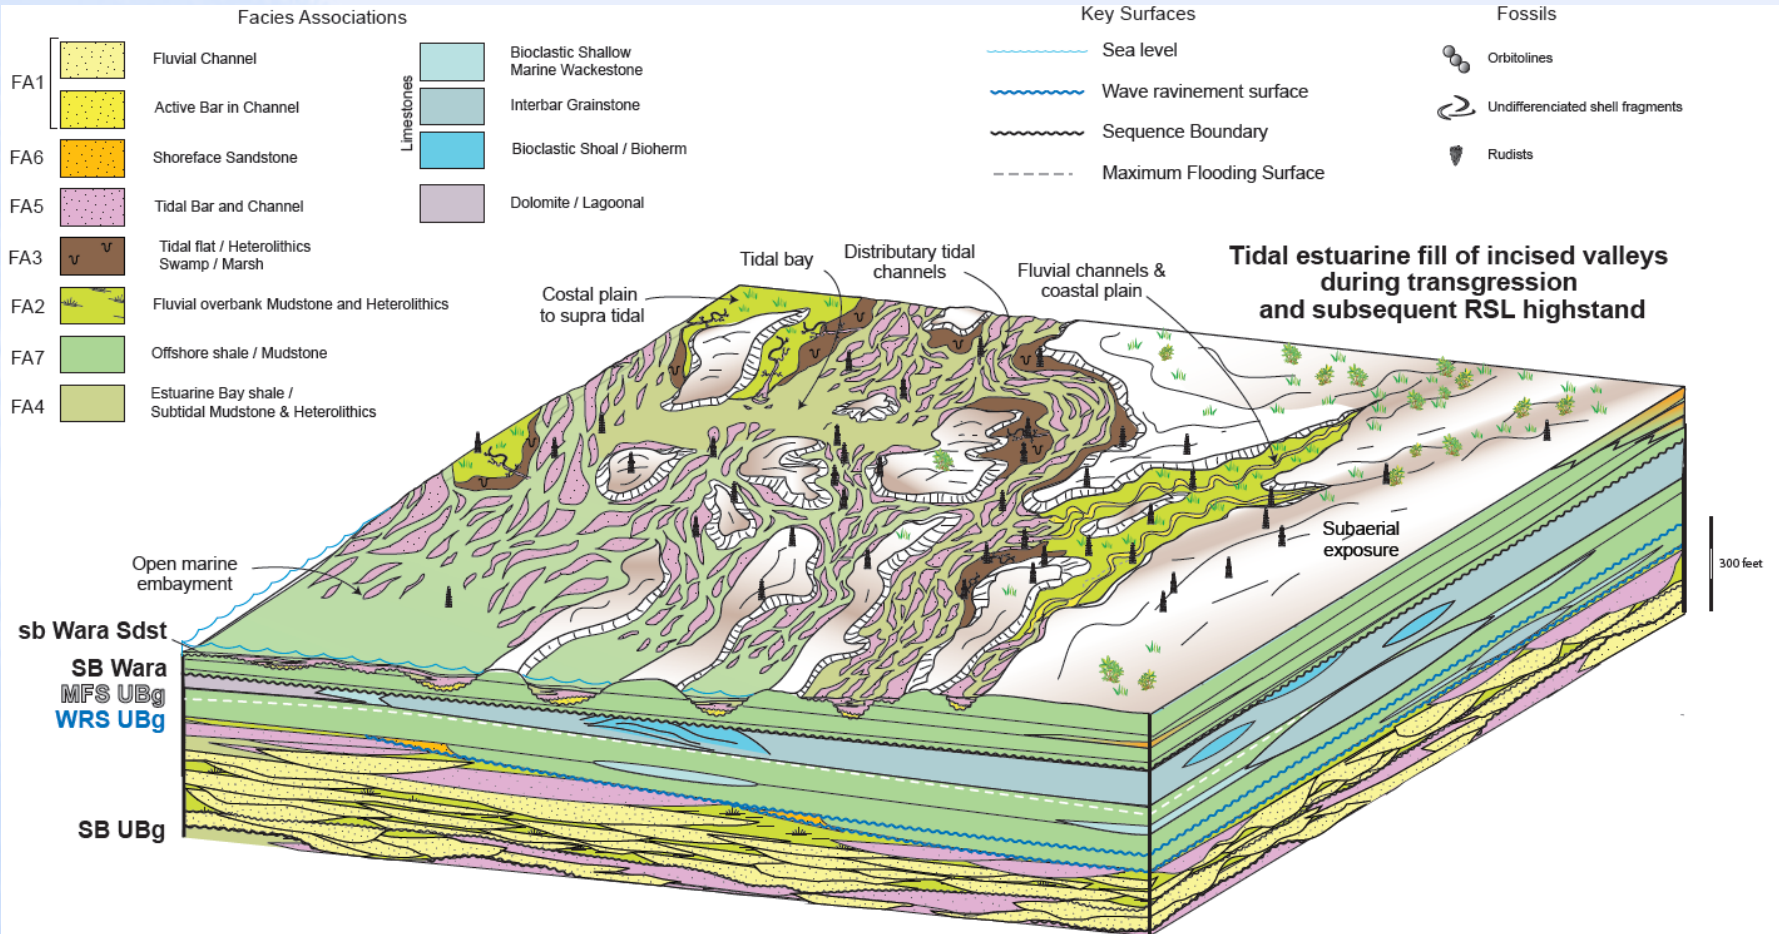 Facies Associations
FA1
Fluvial Channel
Active Bar in Channel
FA6
Shoreface Sandstone
FA5
Tidal Bar and Channel
FA3
Tidal flat / Heterolithics
Swamp / Marsh
FA2
Fluvial overbank Mudstone and Heterolithics
FA7
Offshore shale / Mudstone
FA4
Estuarine Bay shale /
Subtidal Mudstone & Heterolithics
Limestones
Bioclastic Shallow
Marine Wackestone
Interbar Grainstone
Bioclastic Shoal / Bioherm
Dolomite / Lagoonal
Key Surfaces
Sea level
Wave ravinement surface
Sequence Boundary
Maximum Flooding Surface
Fossils
Orbitolines
Undifferenciated shell fragments
Rudists
Tidal estuarine fill of incised valleys
during transgression
and subsequent RSL highstand
Costal plain
to supra tidal
Tidal bay
Distributary tidal
channels
Fluvial channels &
coastal plain
Subaerial
exposure
Open marine
embayment
300 feet
sb Wara Sdst
SB Wara
MFS UBg
WRS UBg
SB UBg